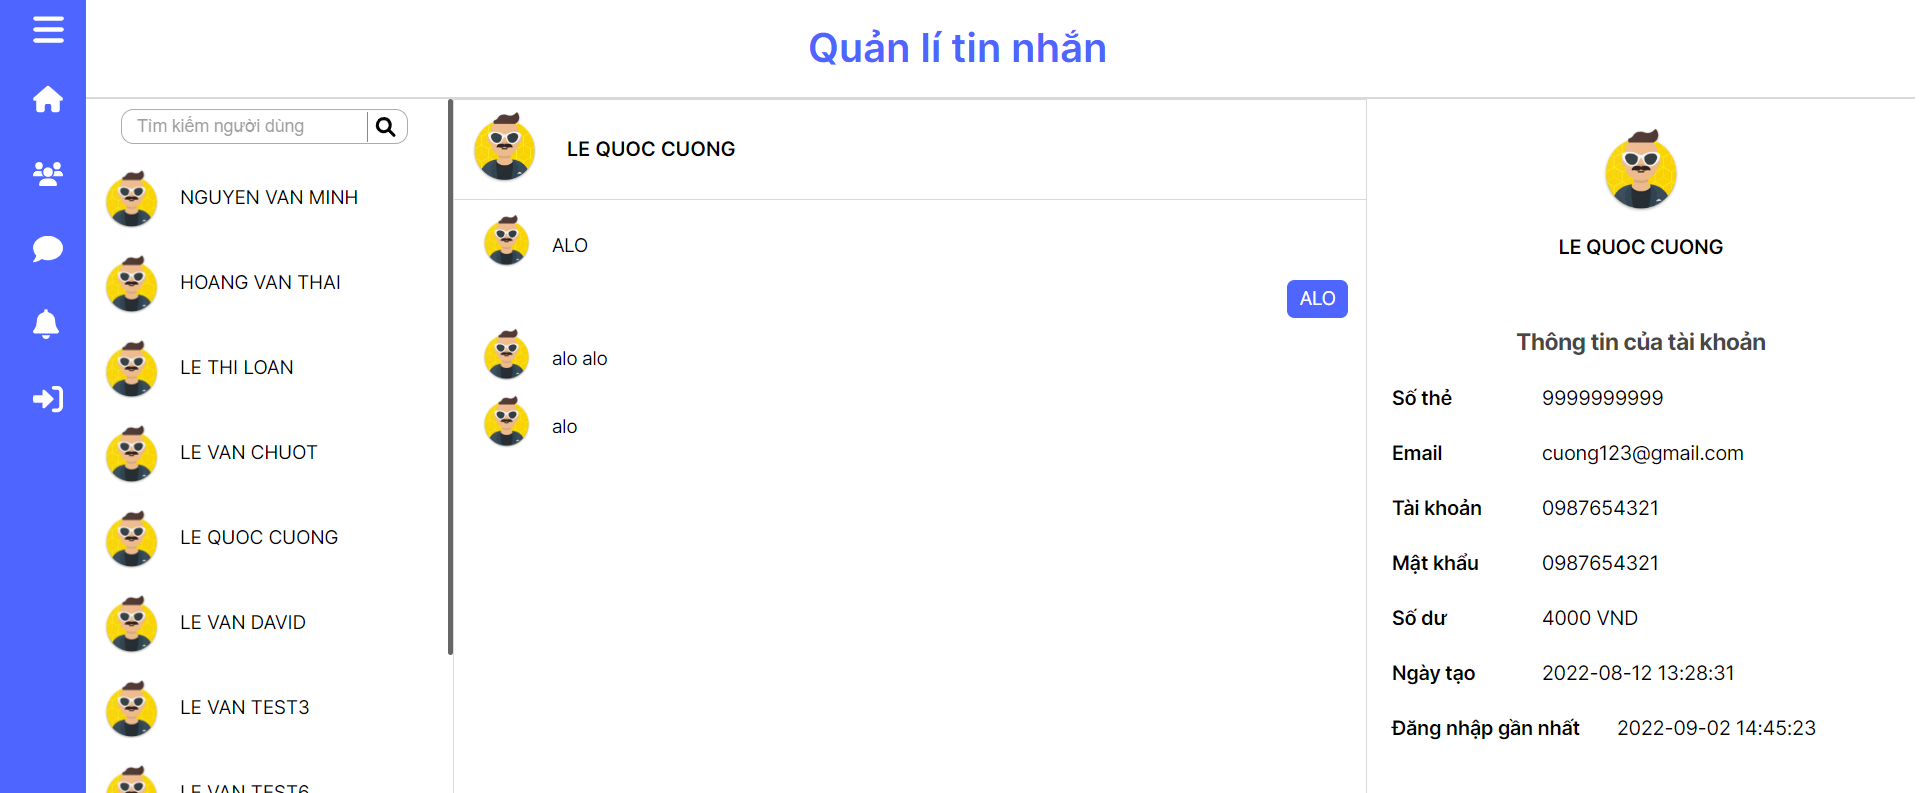 Quản lí tin nhắn
Tìm kiếm người dùng
NGUYEN VAN MINH
HOANG VAN THAI
LE THI LOAN
LE VAN CHUOT
LE QUOC CUONG
LE VAN DAVID
LE VAN TEST3
LE VAN TEST6
LE QUOC CUONG
ALO
ALO
alo alo
alo
LE QUOC CUONG
Thông tin của tài khoản
Số thẻ 9999999999
Email cuong123@gmail.com
Tài khoản 0987654321
Mật khẩu 0987654321
Số dư 4000 VND
Ngày tạo 2022-08-12 13:28:31
Đăng nhập gần nhất 2022-09-02 14:45:23